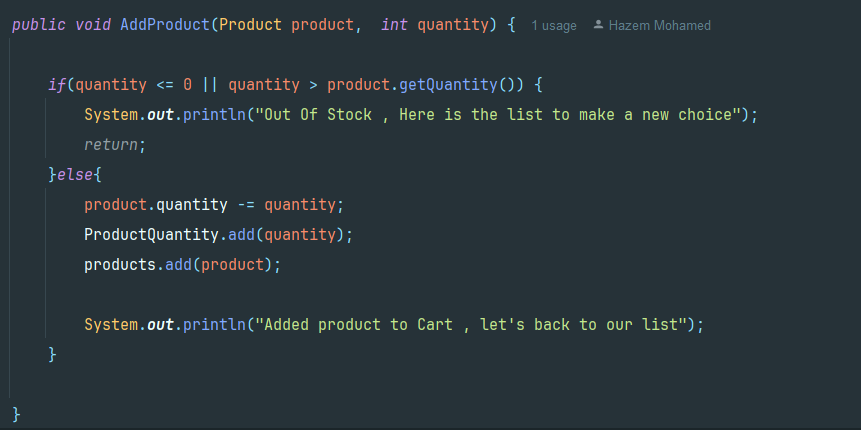 public void AddProduct(Product product, int quantity) { 1 usage Hazem Mohamed
if(quantity <= 0 || quantity > product.getQuantity()) {
System.out.println("Out Of Stock , Here is the list to make a new choice");
return;
}else{
product.quantity -= quantity;
ProductQuantity.add(quantity);
products.add(product);
System.out.println("Added product to Cart , let's back to our list");
}
}